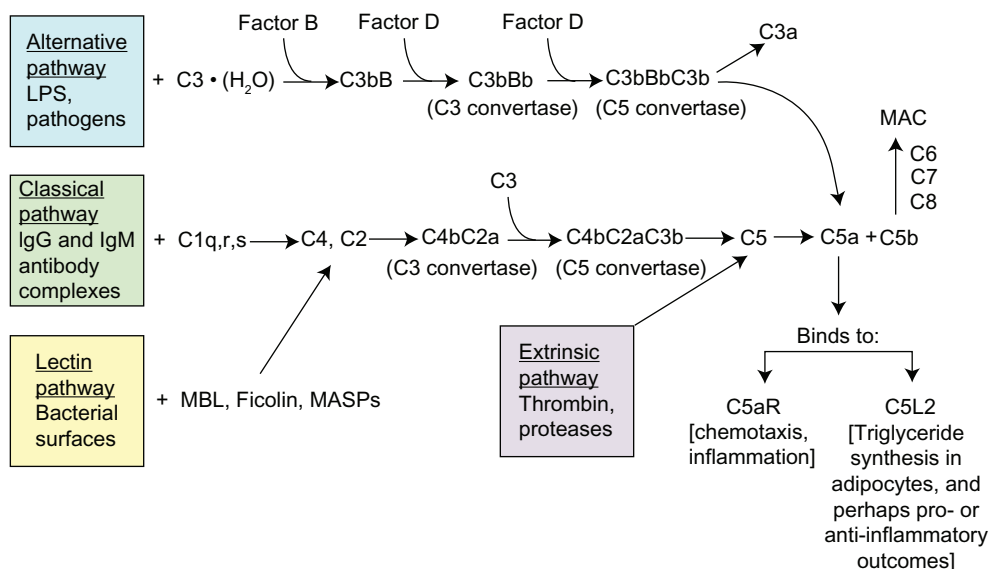 Factor B
Factor D
Factor D
C3a
Alternative
pathway
LPS,
pathogens
+ C3 • (H₂O)
C3bB
C3bBb
(C3 convertase)
C3bBbC3b
(C5 convertase)
MAC
C6
C7
C8
Classical
pathway
IgG and IgM
antibody
complexes
+ C1q,r,s
C4, C2
C3
C4bC2a
(C3 convertase)
C4bC2aC3b
(C5 convertase)
C5
C5a + C5b
Lectin
pathway
Bacterial
surfaces
+ MBL, Ficolin, MASPs
Extrinsic
pathway
Thrombin,
proteases
Binds to:
C5aR
[chemotaxis,
inflammation]
C5L2
[Triglyceride
synthesis in
adipocytes, and
perhaps pro- or
anti-inflammatory
outcomes]